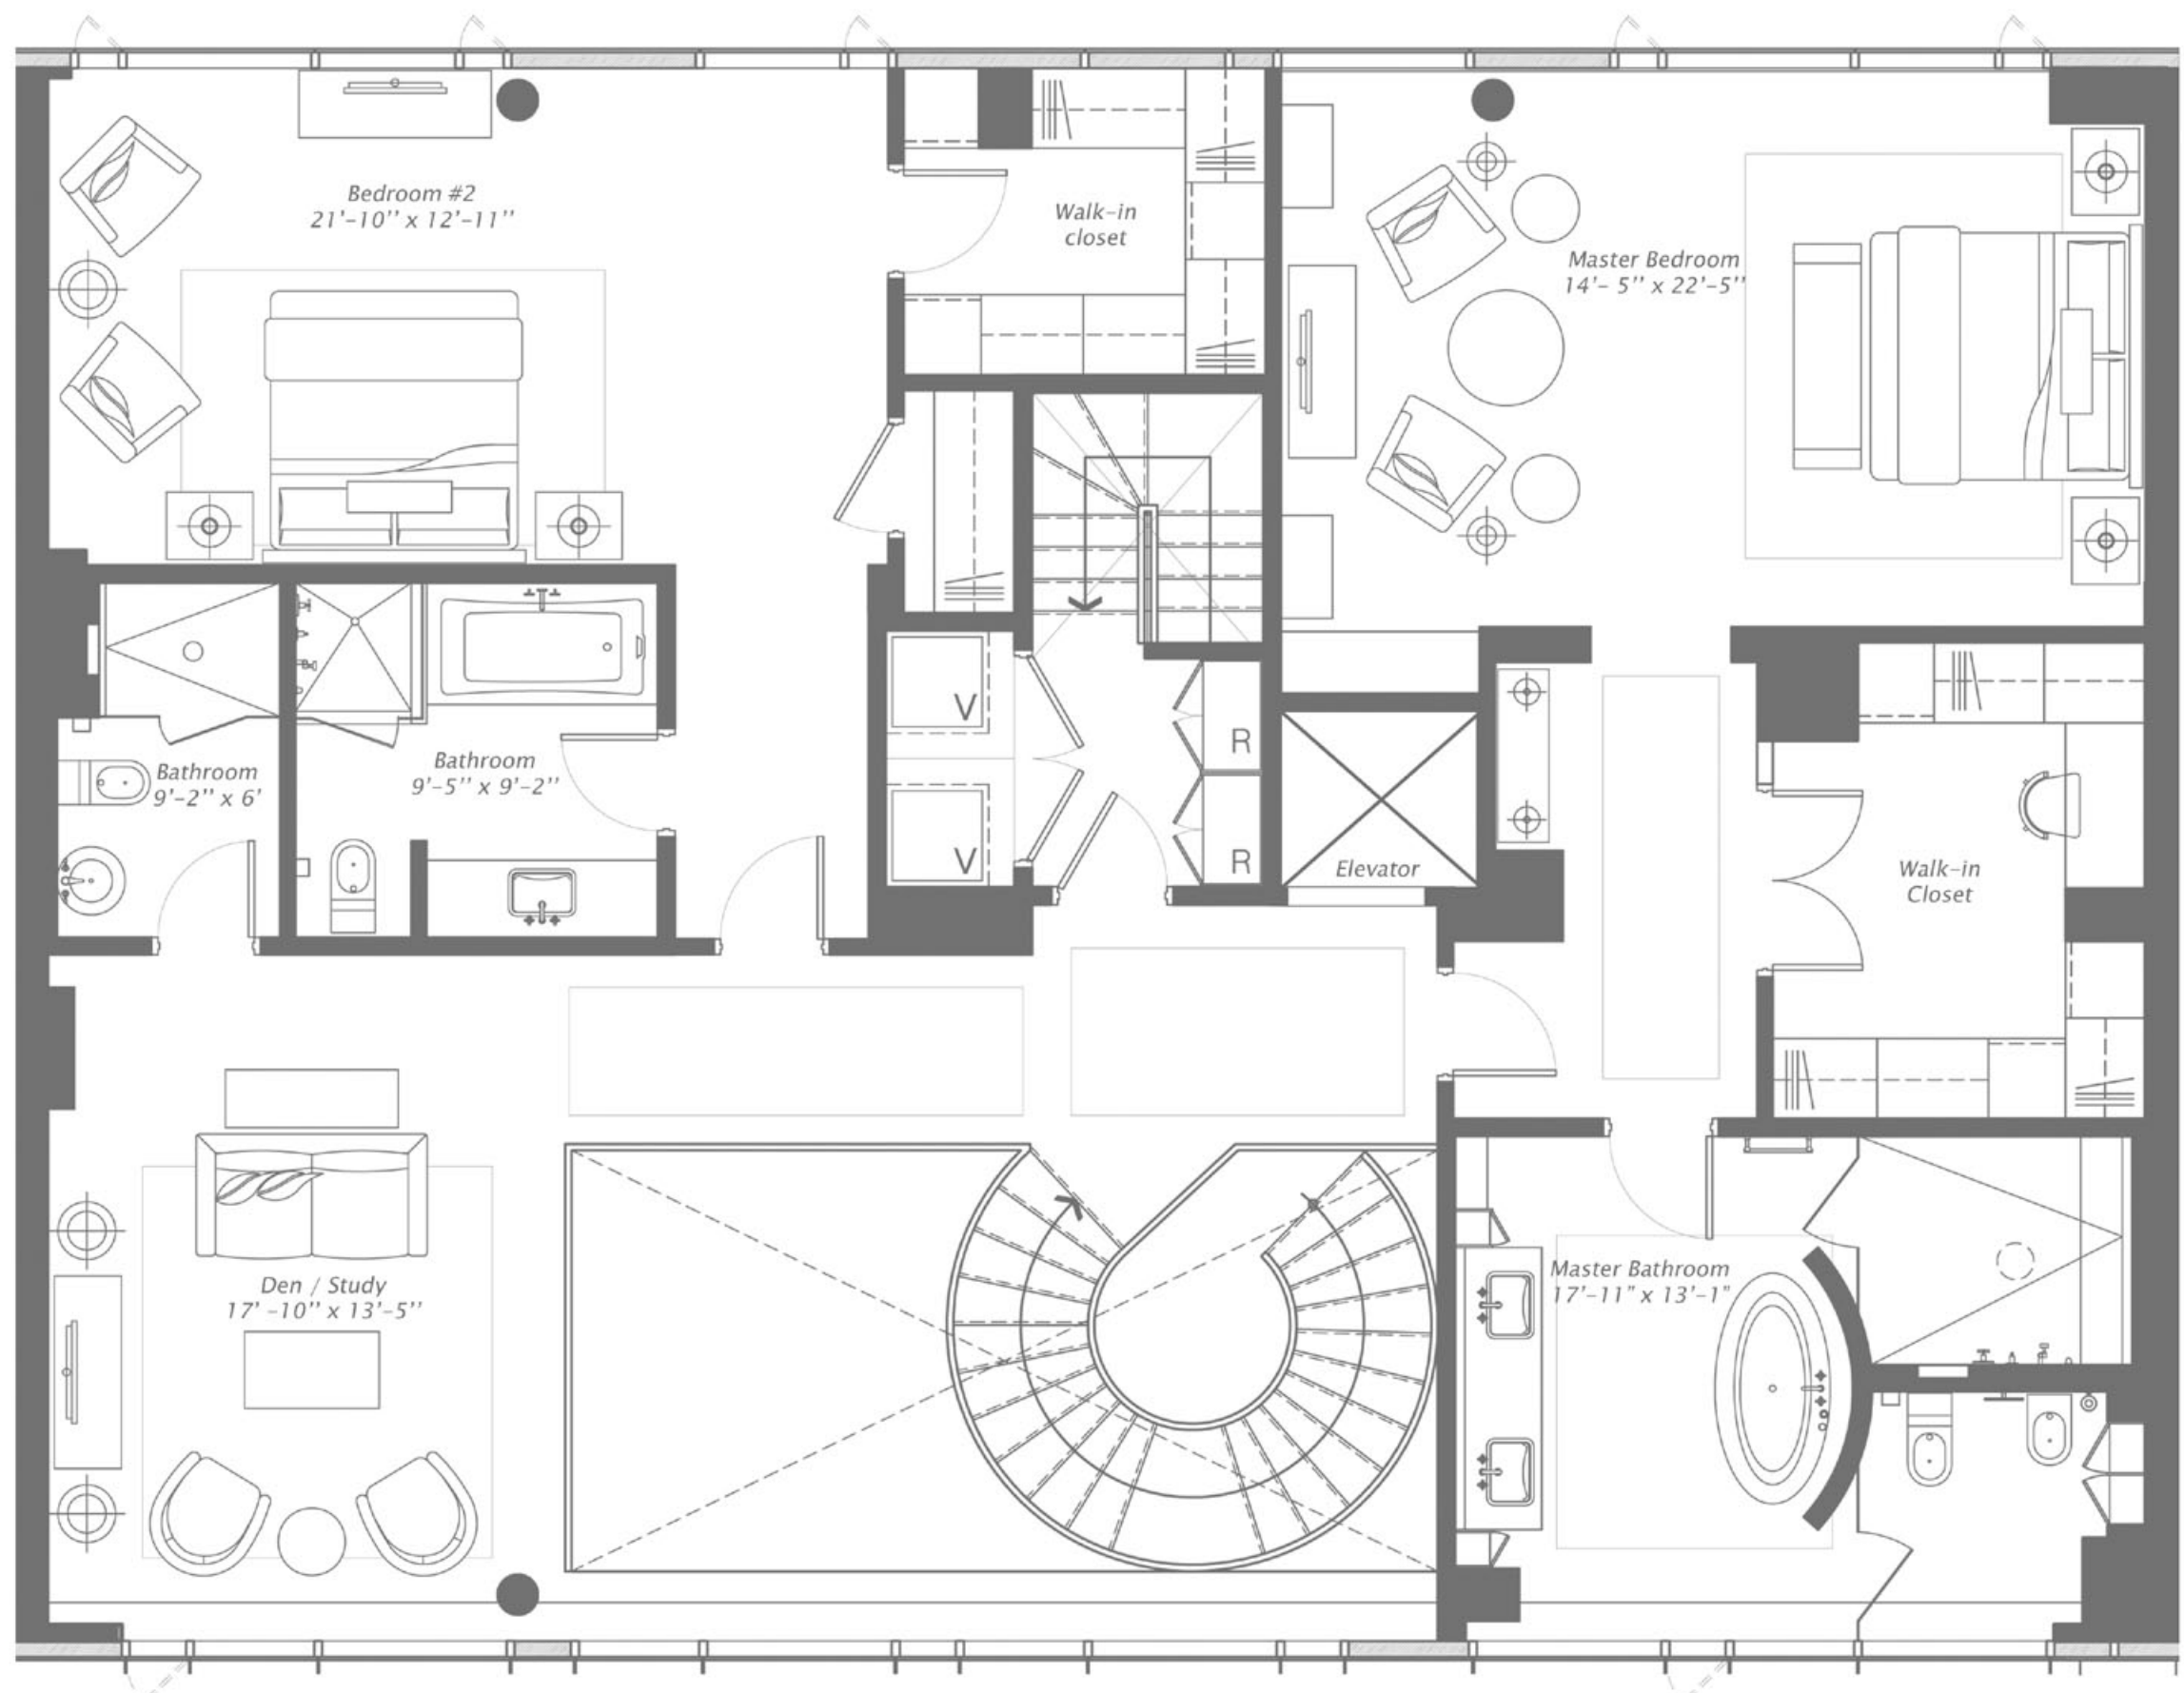 Bedroom #2
21'-10'' x 12'-11''
Walk-in
closet
Master Bedroom
14'- 5'' x 22'-5''
Bathroom
9'-2'' x 6'
Bathroom
9'-5'' x 9'-2''
V
V
R
R
Elevator
Walk-in
Closet
Den / Study
17' -10'' x 13'-5''
Master Bathroom
17'-11" x 13'-1"